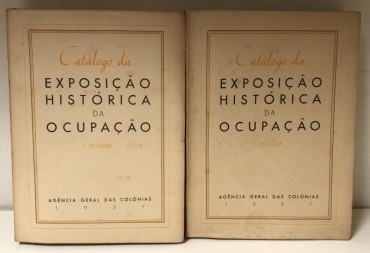 Catálogo da
EXPOSIÇÃO
HISTÓRICA
DA
OCUPAÇÃO
I VOLUME
AGÊNCIA GERAL DAS COLÓNIAS
1937
Catálogo da
EXPOSIÇÃO
HISTÓRICA
DA
OCUPAÇÃO
VOLUME
AGÊNCIA GERAL DAS COLÓNIAS
1937